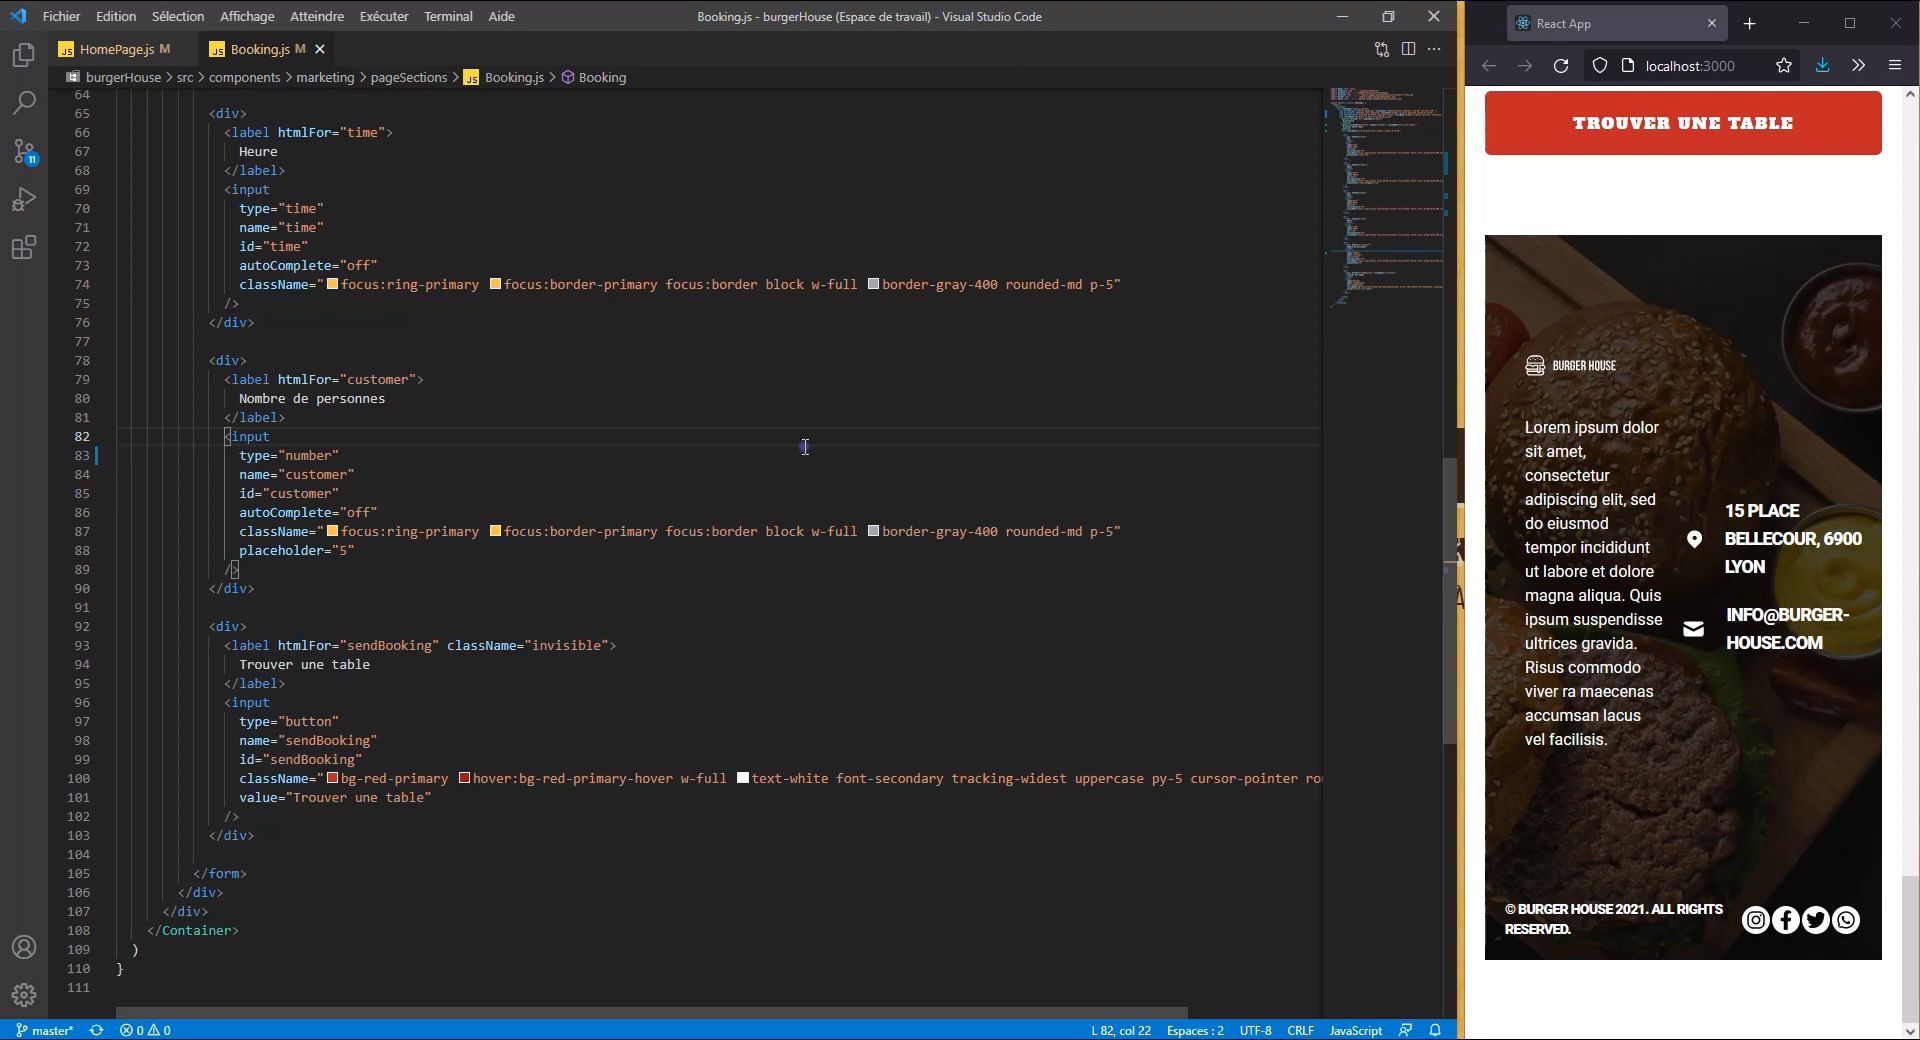 Fichier Edition Sélection Affichage Atteindre Exécuter Terminal Aide
Booking.js - burgerHouse (Espace de travail) - Visual Studio Code
JS HomePage.js M
JS Booking.js M
burgerHouse > src > components > marketing > pageSections > JS Booking.js > Booking
11
64
65 <div>
66 <label htmlFor="time">
67 Heure
68 </label>
69 <input
70 type="time"
71 name="time"
72 id="time"
73 autoComplete="off"
74 className="focus:ring-primary focus:border-primary focus:border block w-full border-gray-400 rounded-md p-5"
75 />
76 </div>
77
78 <div>
79 <label htmlFor="customer">
80 Nombre de personnes
81 </label>
82 <input
83 type="number"
84 name="customer"
85 id="customer"
86 autoComplete="off"
87 className="focus:ring-primary focus:border-primary focus:border block w-full border-gray-400 rounded-md p-5"
88 placeholder="5"
89 />
90 </div>
91
92 <div>
93 <label htmlFor="sendBooking" className="invisible">
94 Trouver une table
95 </label>
96 <input
97 type="button"
98 name="sendBooking"
99 id="sendBooking"
100 className="bg-red-primary hover:bg-red-primary-hover w-full text-white font-secondary tracking-widest uppercase py-5 cursor-pointer rou
101 value="Trouver une table"
102 />
103 </div>
104
105 </form>
106 </div>
107 </div>
108 </Container>
109 )
110 }
111
master* 0 0
L 82, col 22 Espaces : 2 UTF-8 CRLF JavaScript
React App
localhost:3000
TROUVER UNE TABLE
BURGER HOUSE
Lorem ipsum dolor
sit amet,
consectetur
adipiscing elit, sed
do eiusmod
tempor incididunt
ut labore et dolore
magna aliqua. Quis
ipsum suspendisse
ultrices gravida.
Risus commodo
viver ra maecenas
accumsan lacus
vel facilisis.
15 PLACE
BELLECOUR, 6900
LYON
INFO@BURGER-
HOUSE.COM
© BURGER HOUSE 2021. ALL RIGHTS
RESERVED.